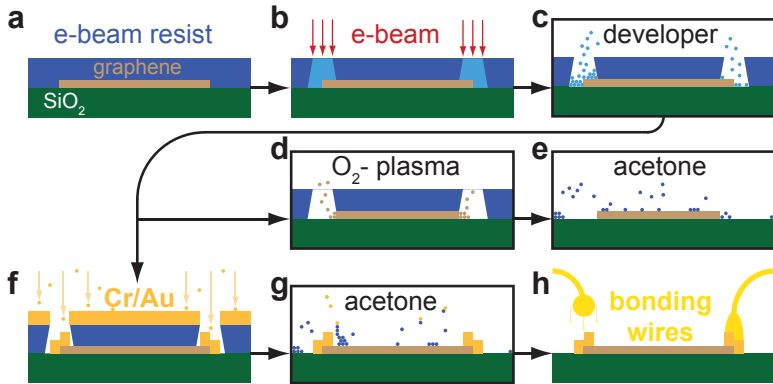 a
e-beam resist
graphene
SiO₂
b
e-beam
c
developer
d
O₂- plasma
e
acetone
f
Cr/Au
g
acetone
h
bonding
wires